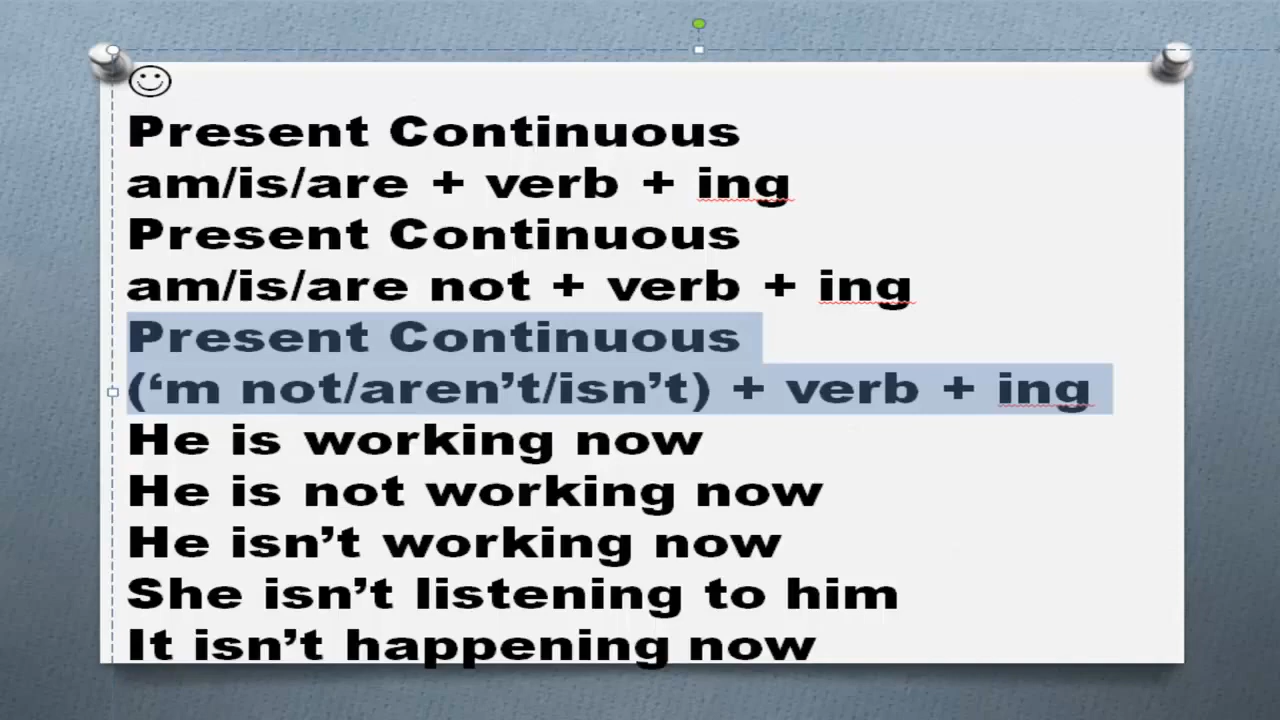 Present Continuous
am/is/are + verb + ing
Present Continuous
am/is/are not + verb + ing
Present Continuous
(‘m not/aren’t/isn’t) + verb + ing
He is working now
He is not working now
He isn’t working now
She isn’t listening to him
It isn’t happening now